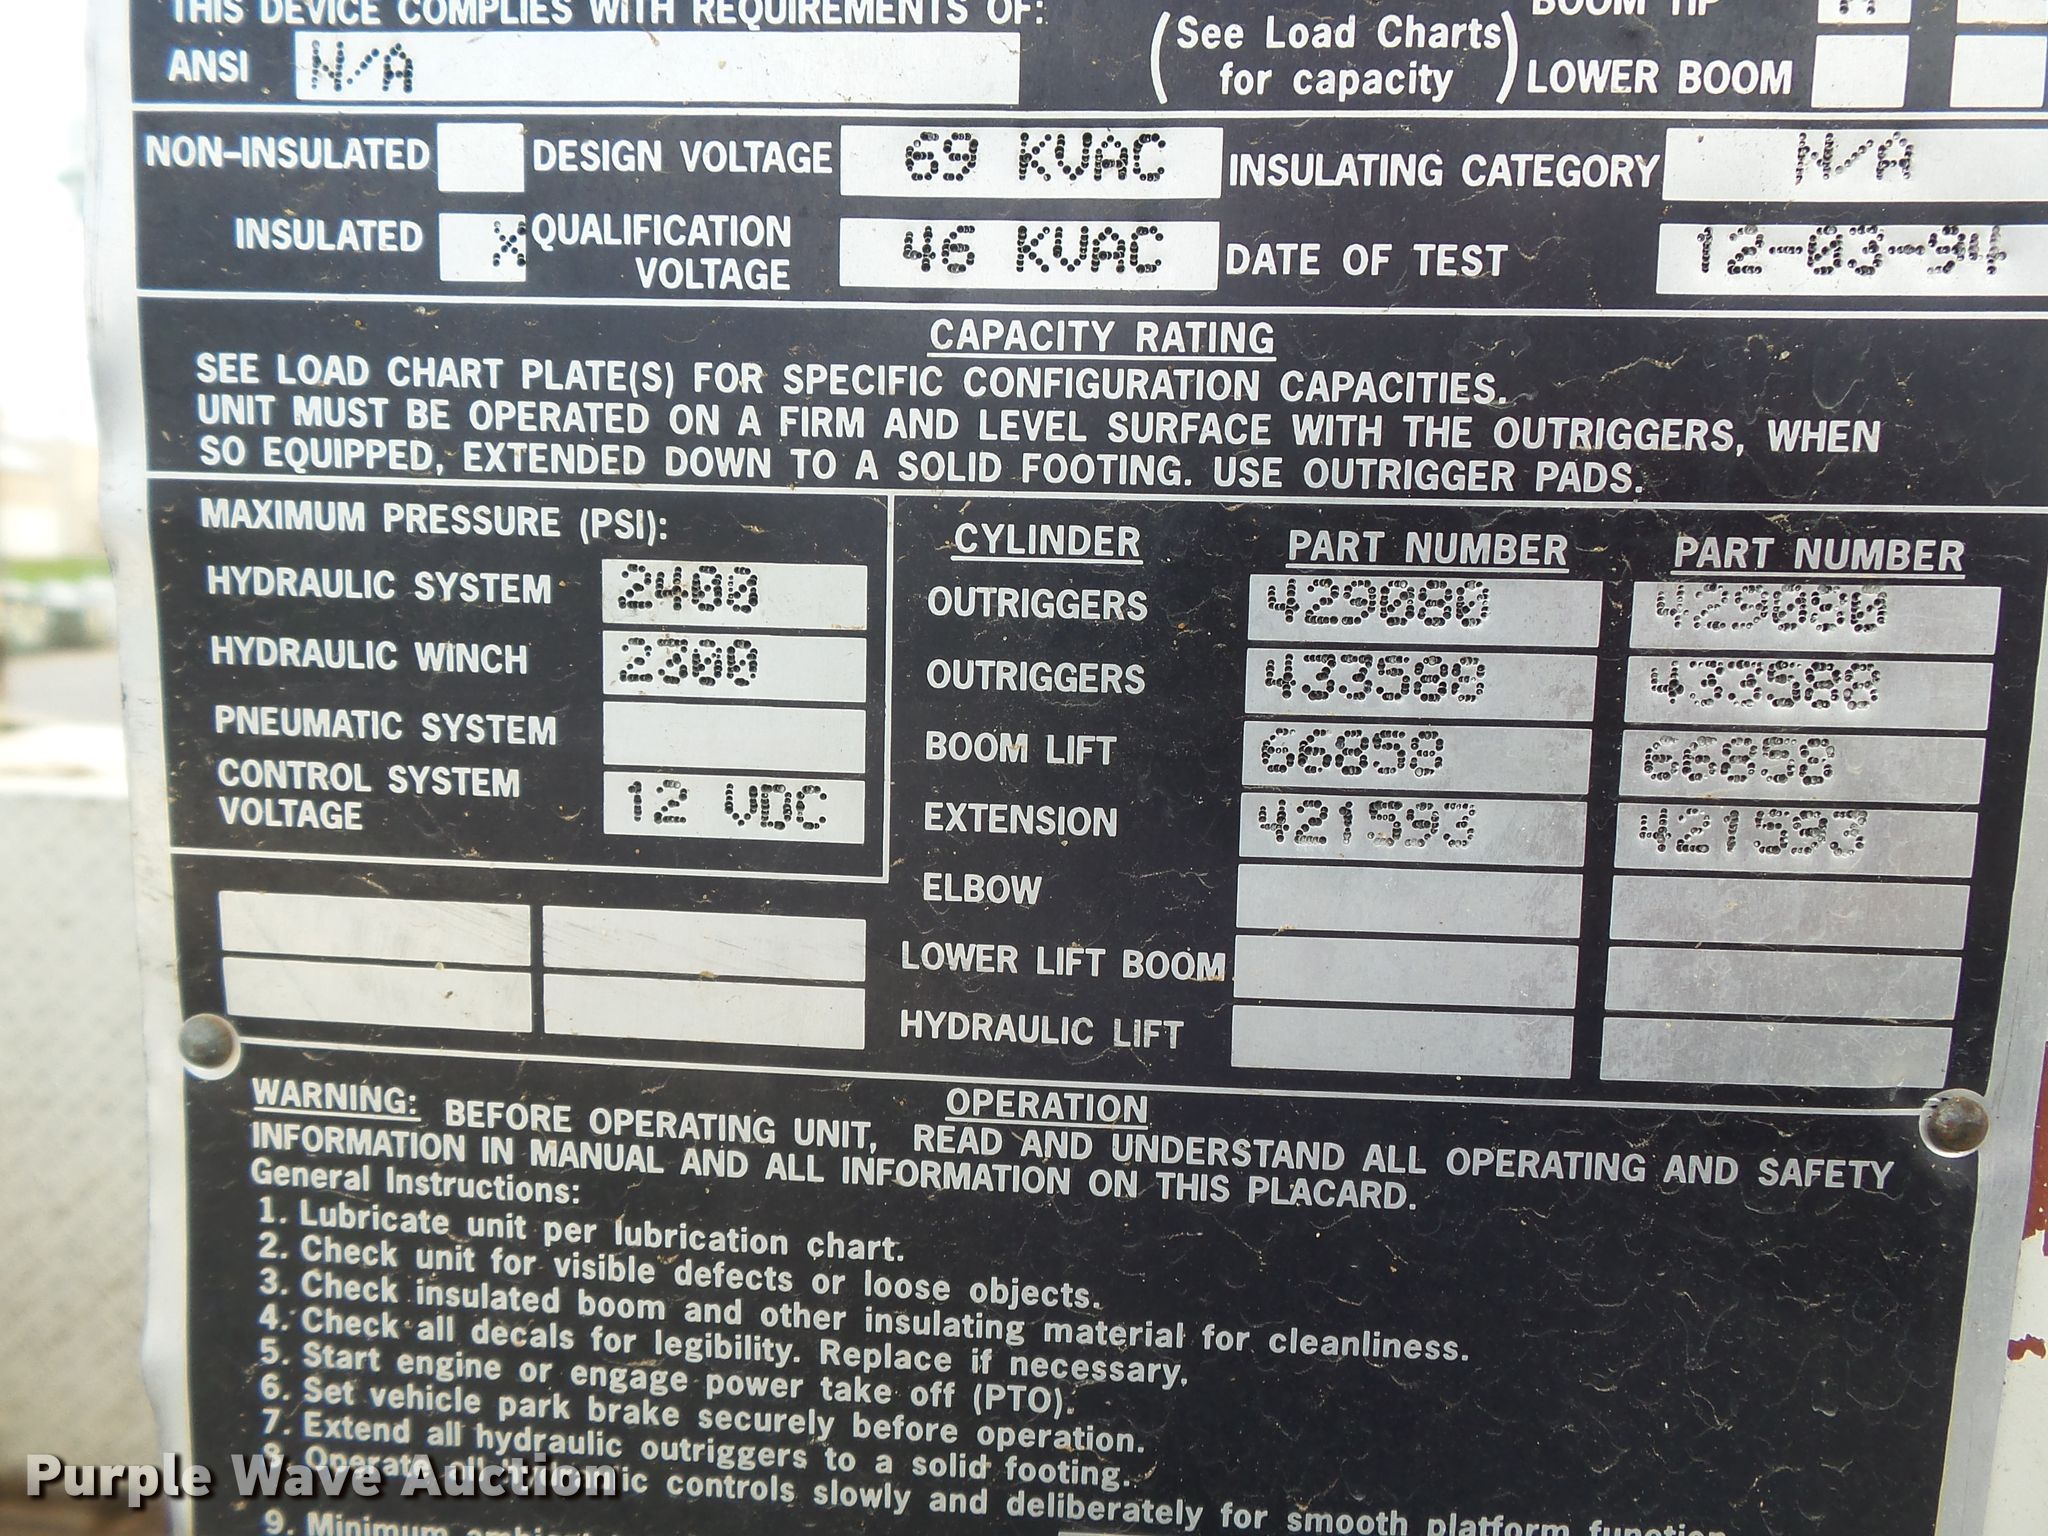 THIS DEVICE COMPLIES WITH REQUIREMENTS OF:
ANSI N/A
(See Load Charts for capacity)
BOOM TIP
LOWER BOOM
NON-INSULATED DESIGN VOLTAGE 69 KVAC INSULATING CATEGORY N/A
INSULATED X QUALIFICATION VOLTAGE 46 KVAC DATE OF TEST 12-03-94
CAPACITY RATING
SEE LOAD CHART PLATE(S) FOR SPECIFIC CONFIGURATION CAPACITIES.
UNIT MUST BE OPERATED ON A FIRM AND LEVEL SURFACE WITH THE OUTRIGGERS, WHEN
SO EQUIPPED, EXTENDED DOWN TO A SOLID FOOTING. USE OUTRIGGER PADS.
MAXIMUM PRESSURE (PSI):
HYDRAULIC SYSTEM 2400
HYDRAULIC WINCH 2300
PNEUMATIC SYSTEM
CONTROL SYSTEM
VOLTAGE 12 VDC
CYLINDER PART NUMBER PART NUMBER
OUTRIGGERS 429080 429080
OUTRIGGERS 433580 433580
BOOM LIFT 66858 66858
EXTENSION 421593 421593
ELBOW
LOWER LIFT BOOM
HYDRAULIC LIFT
OPERATION
WARNING: BEFORE OPERATING UNIT, READ AND UNDERSTAND ALL OPERATING AND SAFETY
INFORMATION IN MANUAL AND ALL INFORMATION ON THIS PLACARD.
General Instructions:
1. Lubricate unit per lubrication chart.
2. Check unit for visible defects or loose objects.
3. Check insulated boom and other insulating material for cleanliness.
4. Check all decals for legibility. Replace if necessary.
5. Start engine or engage power take off (PTO).
6. Set vehicle park brake securely before operation.
7. Extend all hydraulic outriggers to a solid footing.
8. Operate all hydraulic controls slowly and deliberately for smooth platform function
9. Minimum
Purple Wave Auction